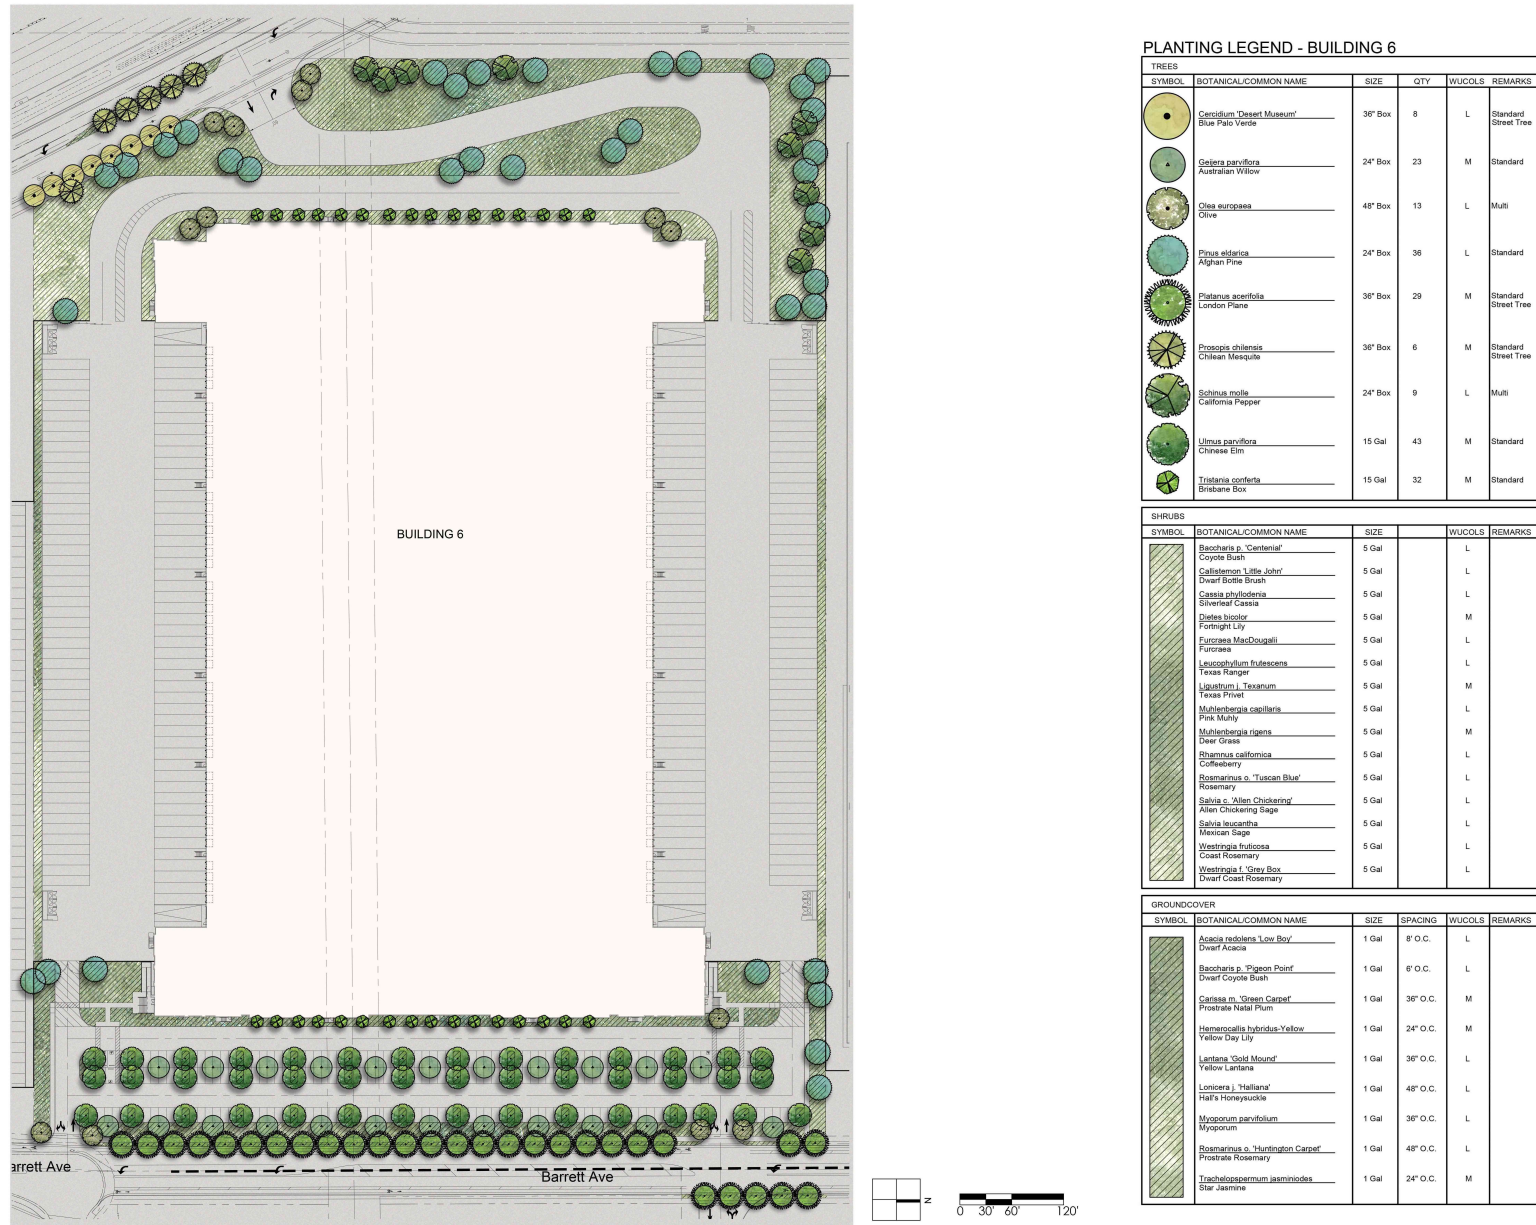 BUILDING 6
arrett Ave
Barrett Ave
N
0 30' 60' 120'
PLANTING LEGEND - BUILDING 6
TREES
SYMBOL BOTANICAL/COMMON NAME SIZE QTY WUCOLS REMARKS
Cercidium 'Desert Museum' 36" Box 8 L Standard
Blue Palo Verde Street Tree
Geijera parviflora 24" Box 23 M Standard
Australian Willow
Olea europaea 48" Box 13 L Multi
Olive
Pinus eldarica 24" Box 36 L Standard
Afghan Pine
Platanus acerifolia 36" Box 29 M Standard
London Plane Street Tree
Prosopis chilensis 36" Box 6 M Standard
Chilean Mesquite Street Tree
Schinus molle 24" Box 9 L Multi
California Pepper
Ulmus parviflora 15 Gal 43 M Standard
Chinese Elm
Tristania conferta 15 Gal 32 M Standard
Brisbane Box
SHRUBS
SYMBOL BOTANICAL/COMMON NAME SIZE WUCOLS REMARKS
Baccharis p. 'Centenial' 5 Gal L
Coyote Bush
Callistemon 'Little John' 5 Gal L
Dwarf Bottle Brush
Cassia phyllodenia 5 Gal L
Silverleaf Cassia
Dietes bicolor 5 Gal M
Fortnight Lily
Furcraea MacDougalii 5 Gal L
Furcraea
Leucophyllum frutescens 5 Gal L
Texas Ranger
Ligustrum j. Texanum 5 Gal M
Texas Privet
Muhlenbergia capillaris 5 Gal L
Pink Muhly
Muhlenbergia rigens 5 Gal M
Deer Grass
Rhamnus californica 5 Gal L
Coffeeberry
Rosmarinus o. 'Tuscan Blue' 5 Gal L
Rosemary
Salvia c. 'Allen Chickering' 5 Gal L
Allen Chickering Sage
Salvia leucantha 5 Gal L
Mexican Sage
Westringia fruticosa 5 Gal L
Coast Rosemary
Westringia f. 'Grey Box 5 Gal L
Dwarf Coast Rosemary
GROUNDCOVER
SYMBOL BOTANICAL/COMMON NAME SIZE SPACING WUCOLS REMARKS
Acacia redolens 'Low Boy' 1 Gal 8' O.C. L
Dwarf Acacia
Baccharis p. 'Pigeon Point' 1 Gal 6' O.C. L
Dwarf Coyote Bush
Carissa m. 'Green Carpet' 1 Gal 36" O.C. M
Prostrate Natal Plum
Hemerocallis hybridus-Yellow 1 Gal 24" O.C. M
Yellow Day Lily
Lantana 'Gold Mound' 1 Gal 36" O.C. L
Yellow Lantana
Lonicera j. 'Halliana' 1 Gal 48" O.C. L
Hall's Honeysuckle
Myoporum parvifolium 1 Gal 36" O.C. L
Myoporum
Rosmarinus o. 'Huntington Carpet' 1 Gal 48" O.C. L
Prostrate Rosemary
Trachelopspermum jasminiodes 1 Gal 24" O.C. M
Star Jasmine